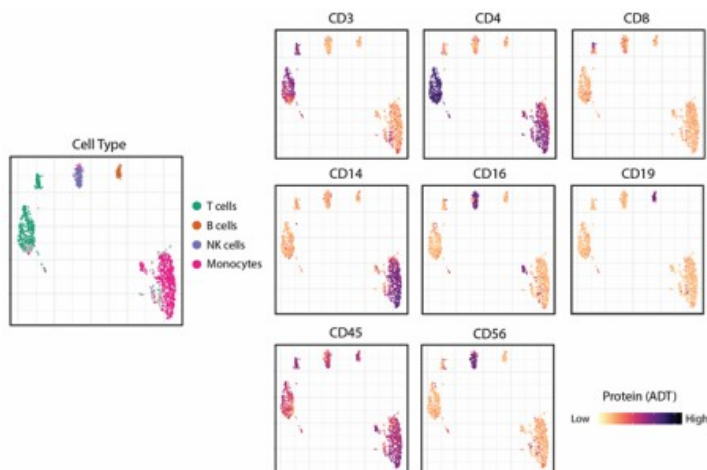 CD3
CD4
CD8
Cell Type
T cells
B cells
NK cells
Monocytes
CD14
CD16
CD19
CD45
CD56
Protein (ADT)
Low
High